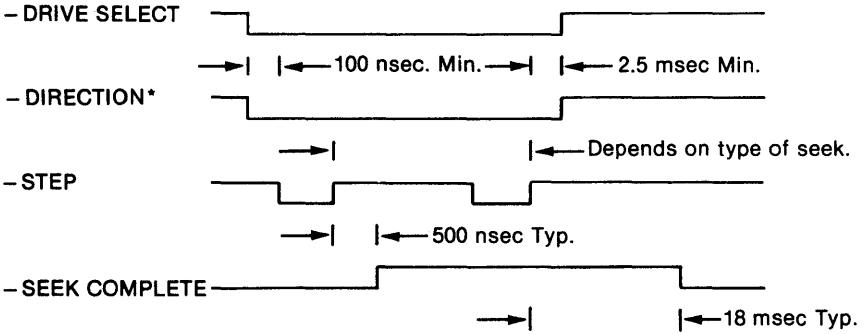 – DRIVE SELECT
100 nsec. Min.
2.5 msec Min.
– DIRECTION*
Depends on type of seek.
– STEP
500 nsec Typ.
– SEEK COMPLETE
18 msec Typ.